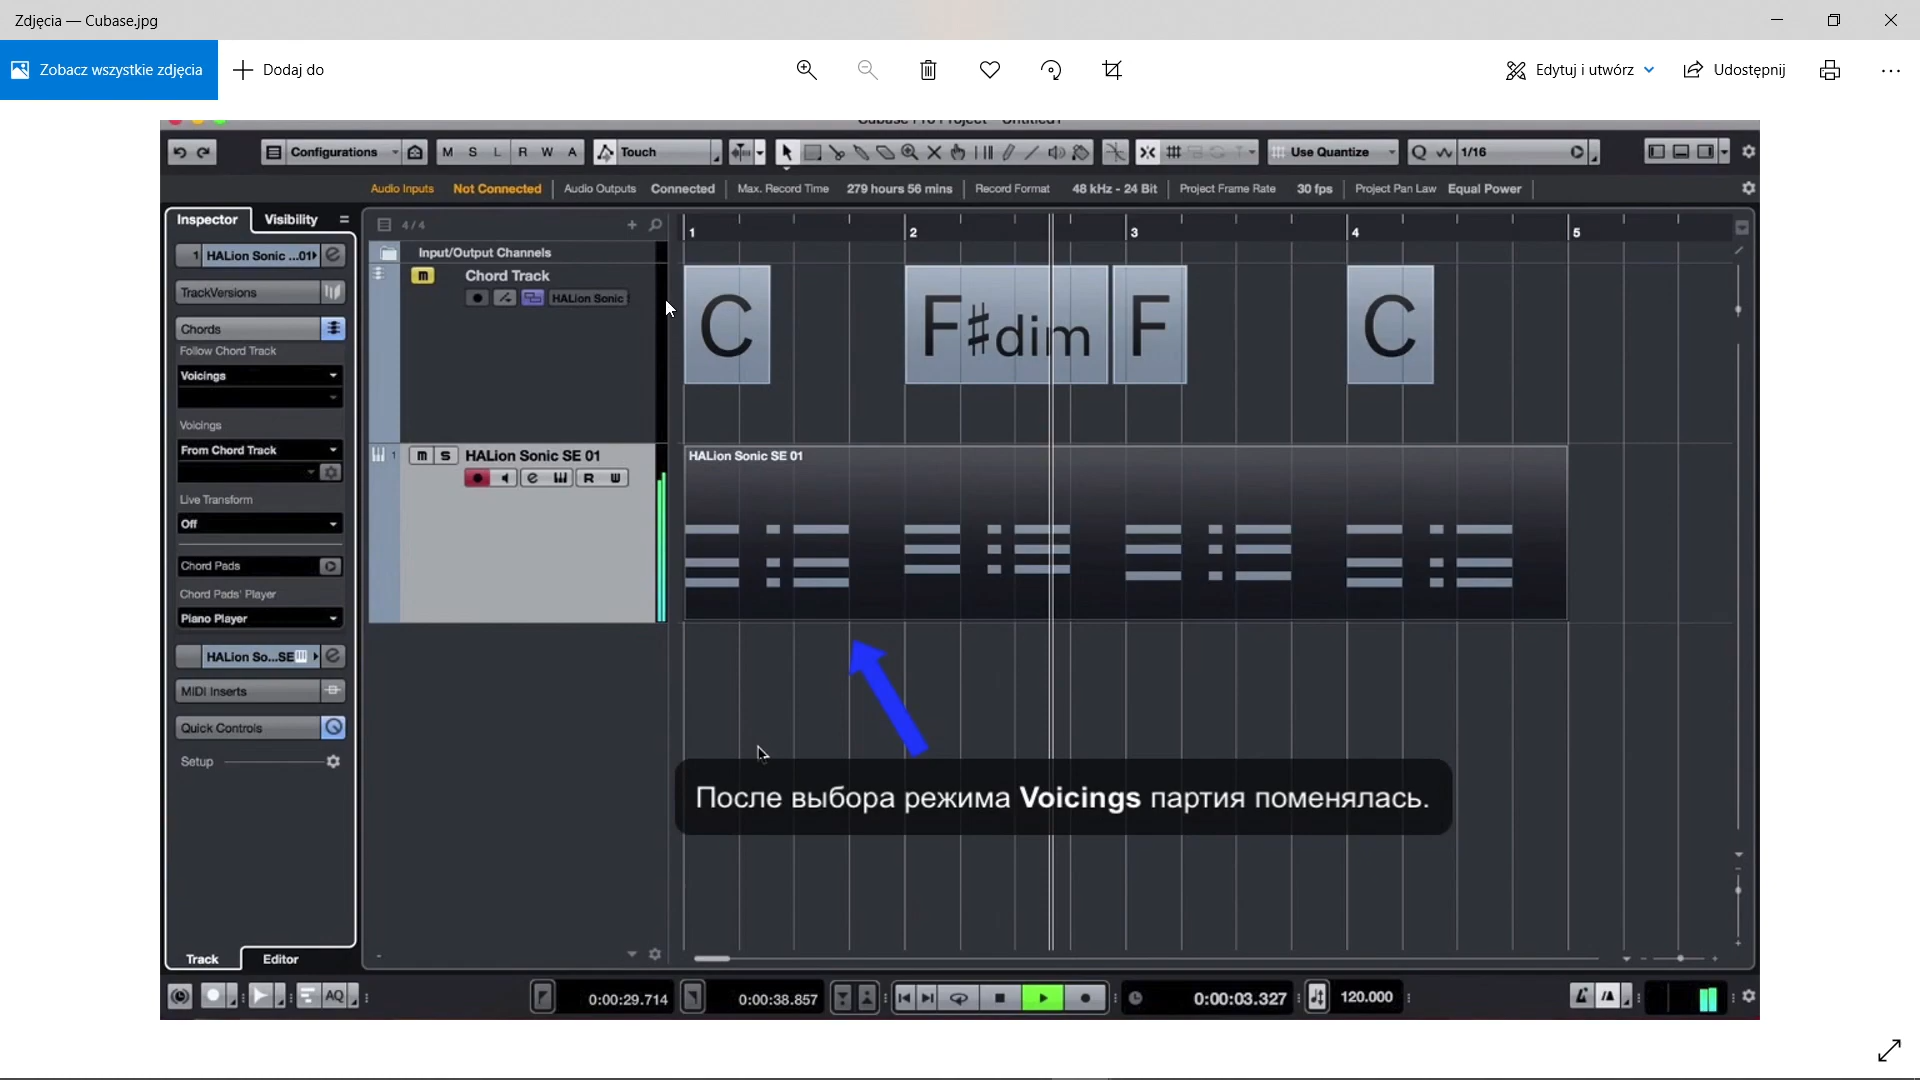 Zdjęcia — Cubase.jpg
Zobacz wszystkie zdjęcia
Dodaj do
Edytuj i utwórz
Udostępnij
Configurations
M S L R W A
Touch
Use Quantize
Q
1/16
Audio Inputs Not Connected
Audio Outputs Connected
Max. Record Time 279 hours 56 mins
Record Format 48 kHz - 24 Bit
Project Frame Rate 30 fps
Project Pan Law Equal Power
Inspector
Visibility
4/4
1 2 3 4 5
1 HALion Sonic ...01
TrackVersions
Chords
Follow Chord Track
Voicings
Voicings
From Chord Track
Live Transform
Off
Chord Pads
Chord Pads' Player
Piano Player
HALion So...SE
MIDI Inserts
Quick Controls
Setup
Input/Output Channels
m
Chord Track
HALion Sonic
C F♯dim F C
1 m s HALion Sonic SE 01
e R W
HALion Sonic SE 01
После выбора режима Voicings партия поменялась.
Track
Editor
AQ
0:00:29.714
0:00:38.857
0:00:03.327
120.000